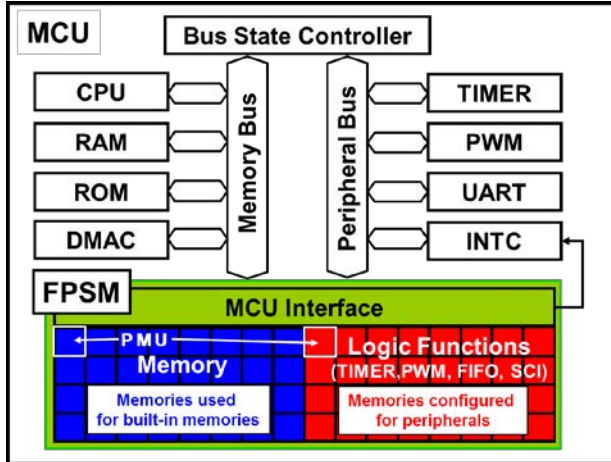 MCU
Bus State Controller
CPU
RAM
ROM
DMAC
Memory Bus
Peripheral Bus
TIMER
PWM
UART
INTC
FPSM
MCU Interface
PMU
Memory
Memories used
for built-in memories
Logic Functions
(TIMER,PWM, FIFO, SCI)
Memories configured
for peripherals